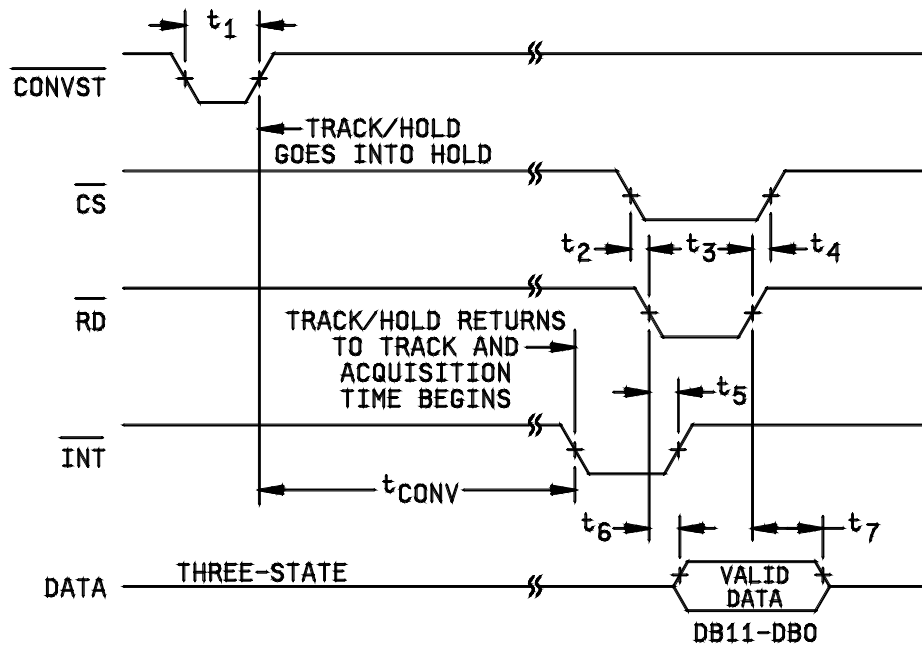 t1
CONVST
TRACK/HOLD
GOES INTO HOLD
CS
t2
t3
t4
RD
TRACK/HOLD RETURNS
TO TRACK AND
ACQUISITION
TIME BEGINS
t5
INT
tCONV
t6
t7
DATA
THREE-STATE
VALID
DATA
DB11-DB0